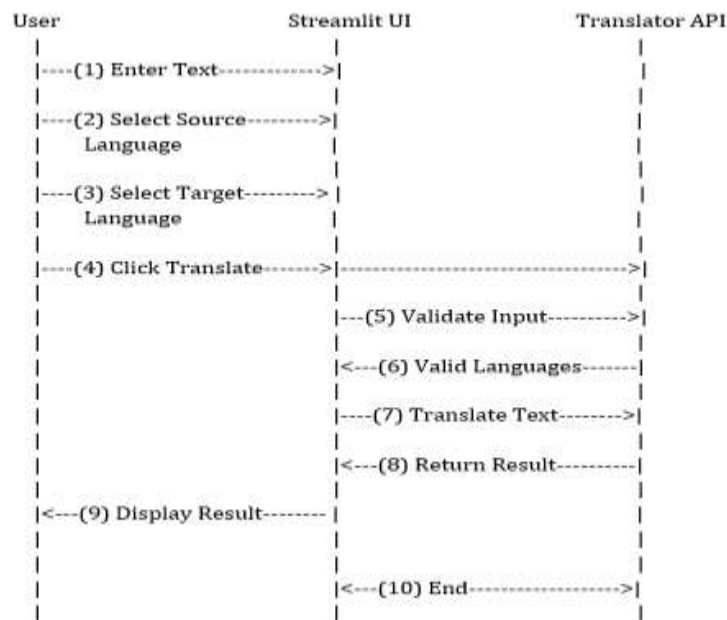 User Streamlit UI Translator API
(1) Enter Text
(2) Select Source
Language
(3) Select Target
Language
(4) Click Translate
(5) Validate Input
(6) Valid Languages
(7) Translate Text
(8) Return Result
(9) Display Result
(10) End